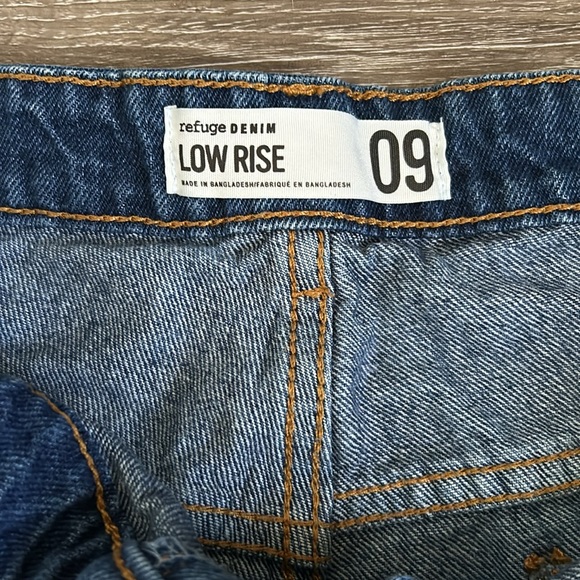 refuge DENIM
LOW RISE
MADE IN BANGLADESH/FABRIQUÉ EN BANGLADESH
09